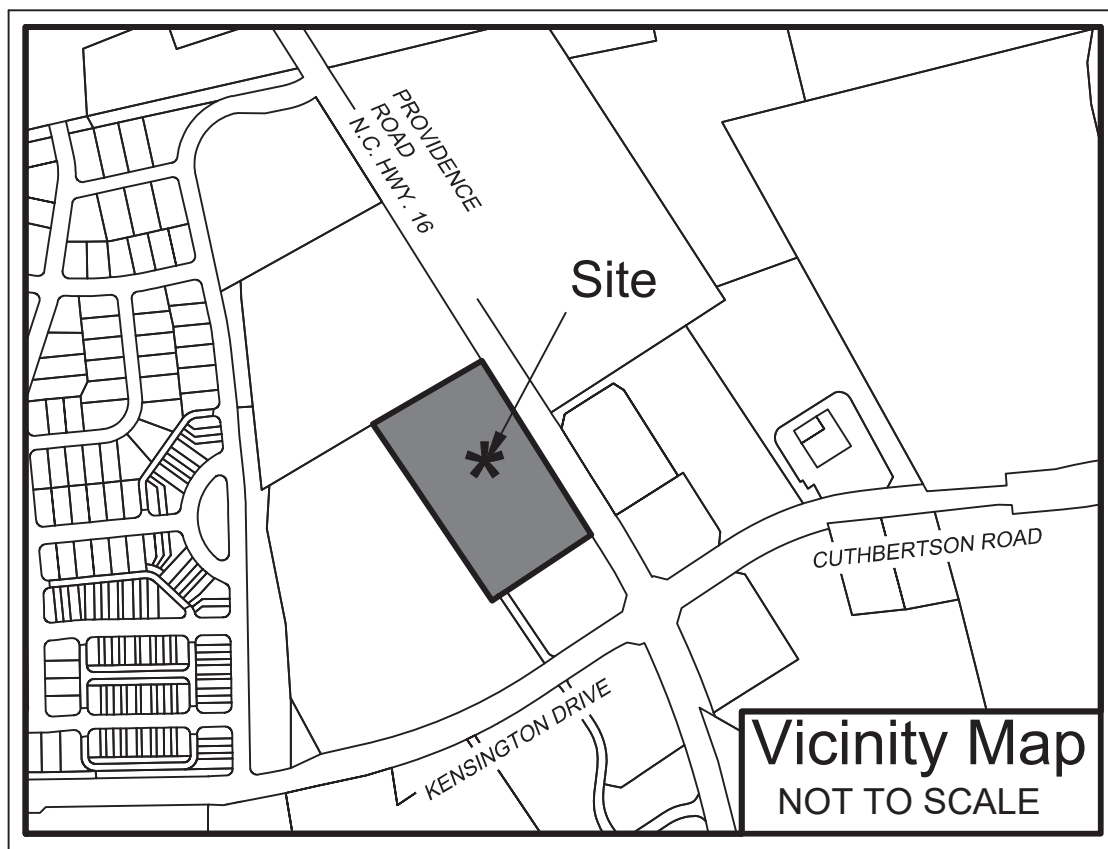 PROVIDENCE
ROAD
N.C. HWY. 16
Site
*
CUTHBERTSON ROAD
KENSINGTON DRIVE
Vicinity Map
NOT TO SCALE